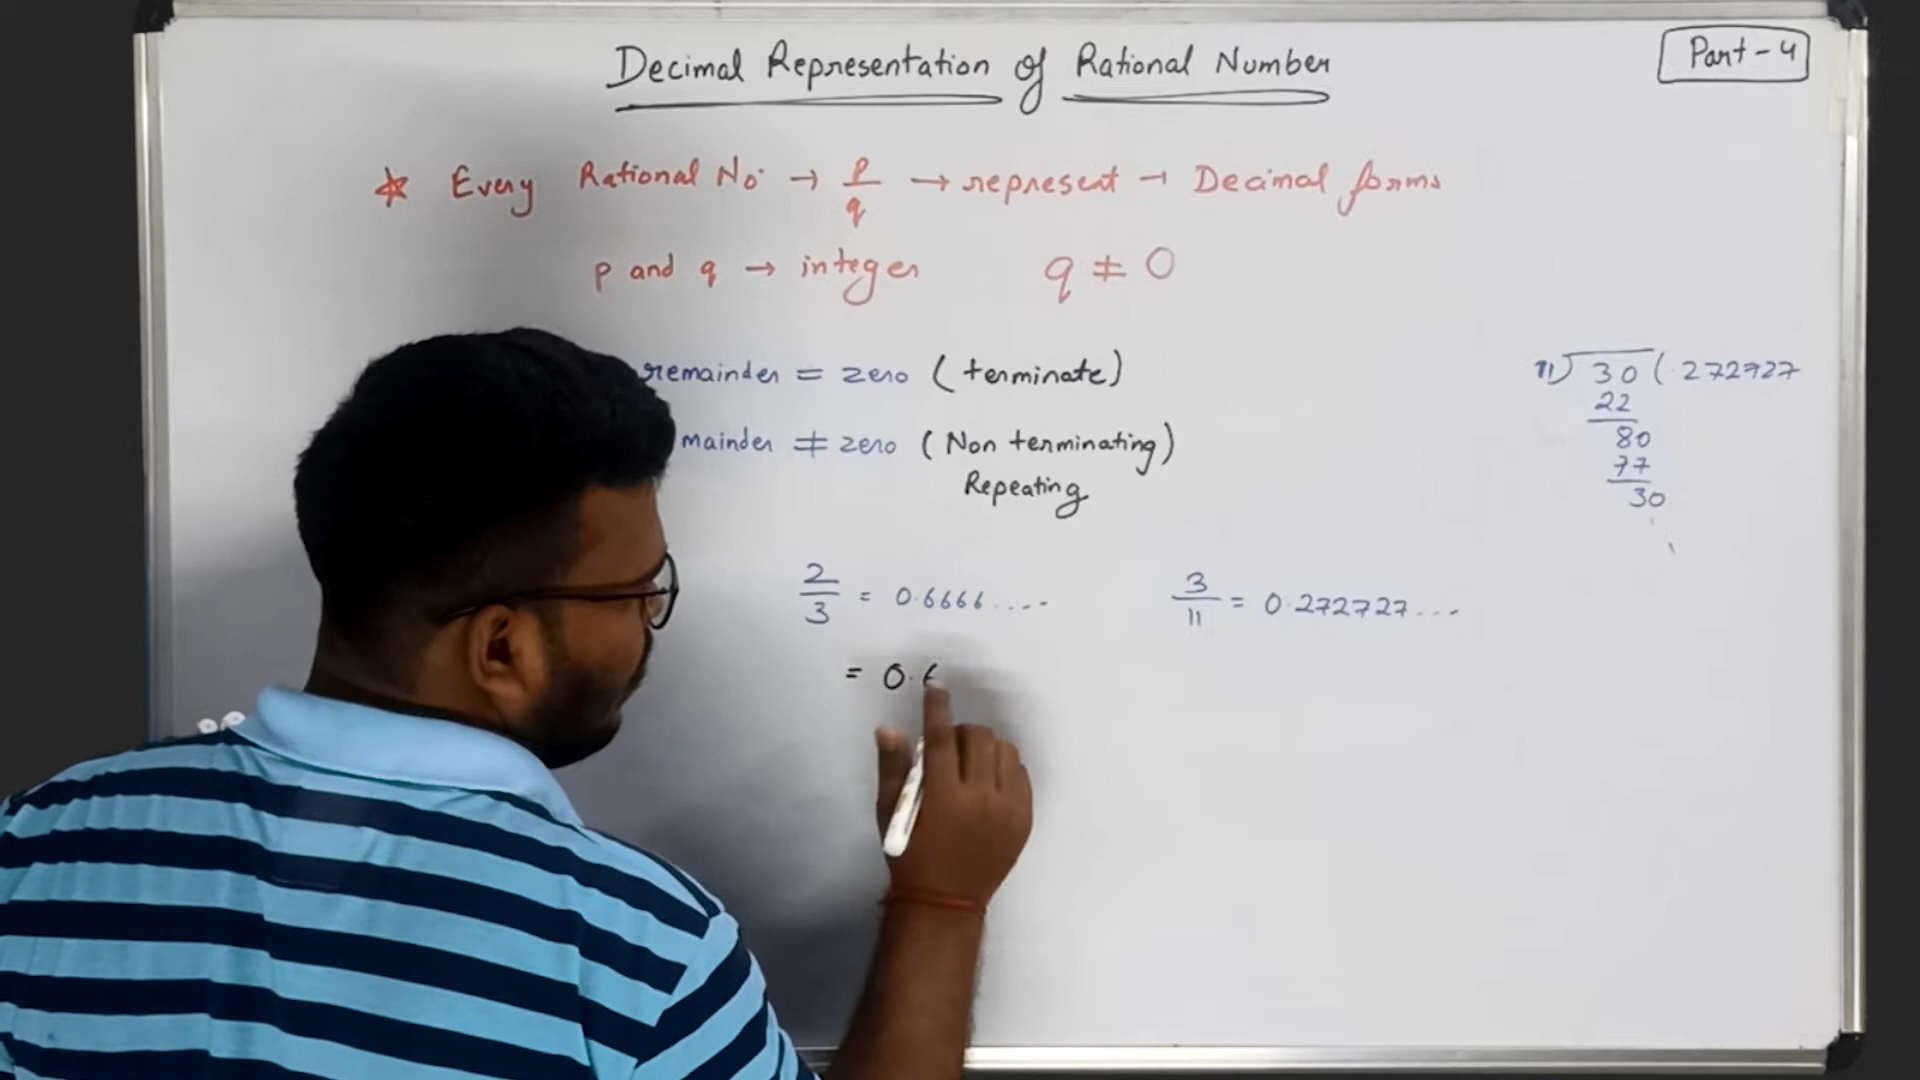 Decimal Representation of Rational Number
Part - 4
☆ Every Rational No. → p/q → represent → Decimal forms
p and q → integer q ≠ 0
remainder = zero (terminate)
mainder ≠ zero (Non terminating)
Repeating
11) 30 (.272727
22
80
77
30
2/3 = 0.6666....
= 0.6
3/11 = 0.272727...